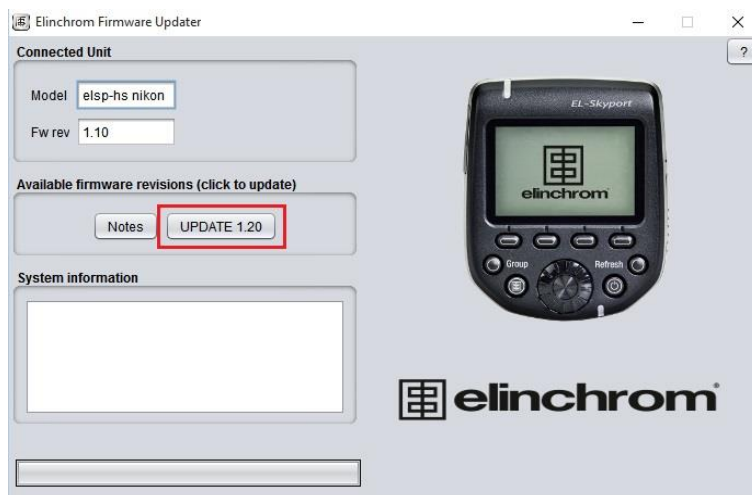 Elinchrom Firmware Updater
Connected Unit
?
Model elsp-hs nikon
Fw rev 1.10
Available firmware revisions (click to update)
Notes UPDATE 1.20
System information
EL-Skyport
elinchrom
Group Refresh
elinchrom